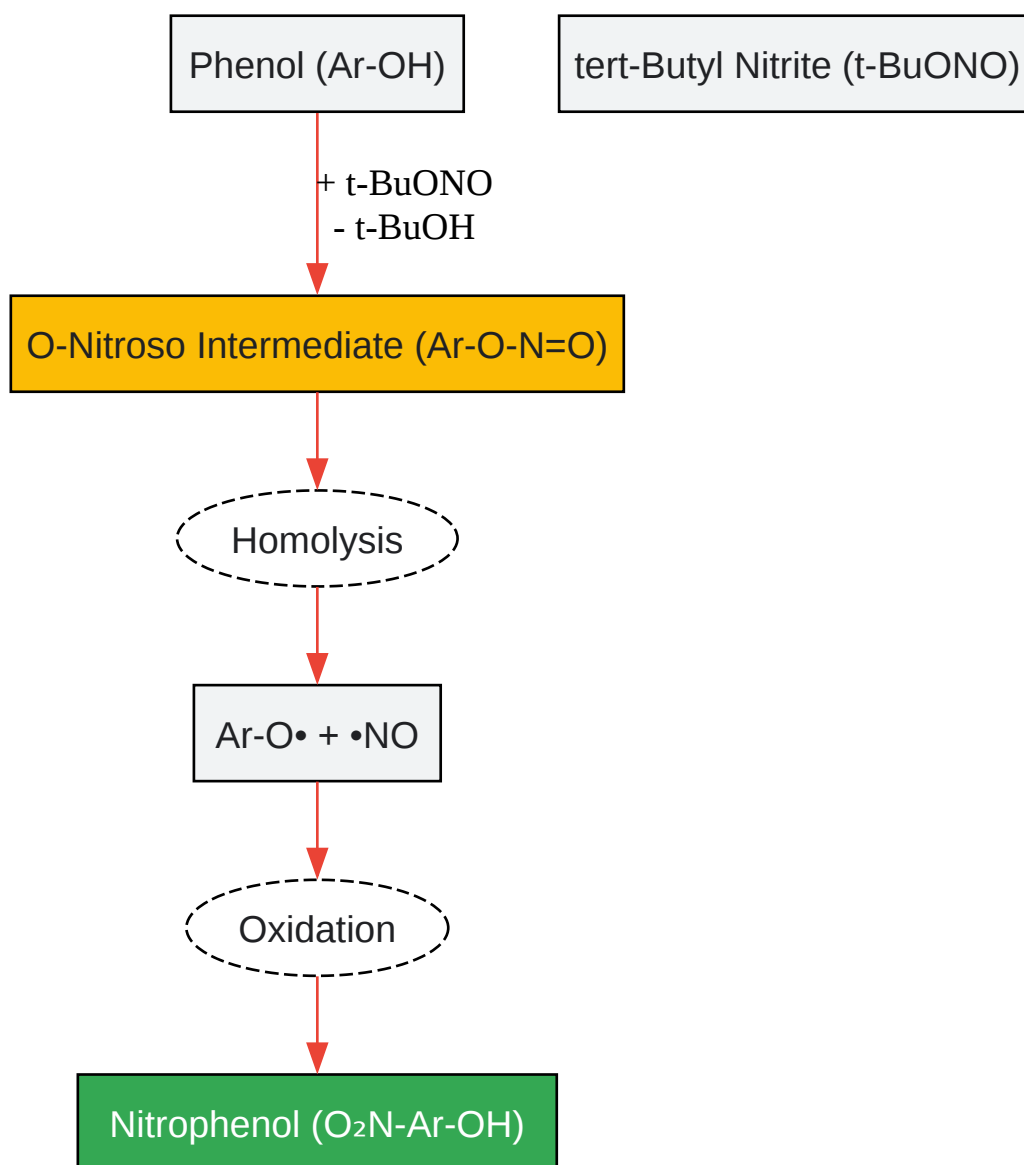 Phenol (Ar-OH)
tert-Butyl Nitrite (t-BuONO)
+ t-BuONO
- t-BuOH
O-Nitroso Intermediate (Ar-O-N=O)
Homolysis
Ar-O• + •NO
Oxidation
Nitrophenol (O₂N-Ar-OH)